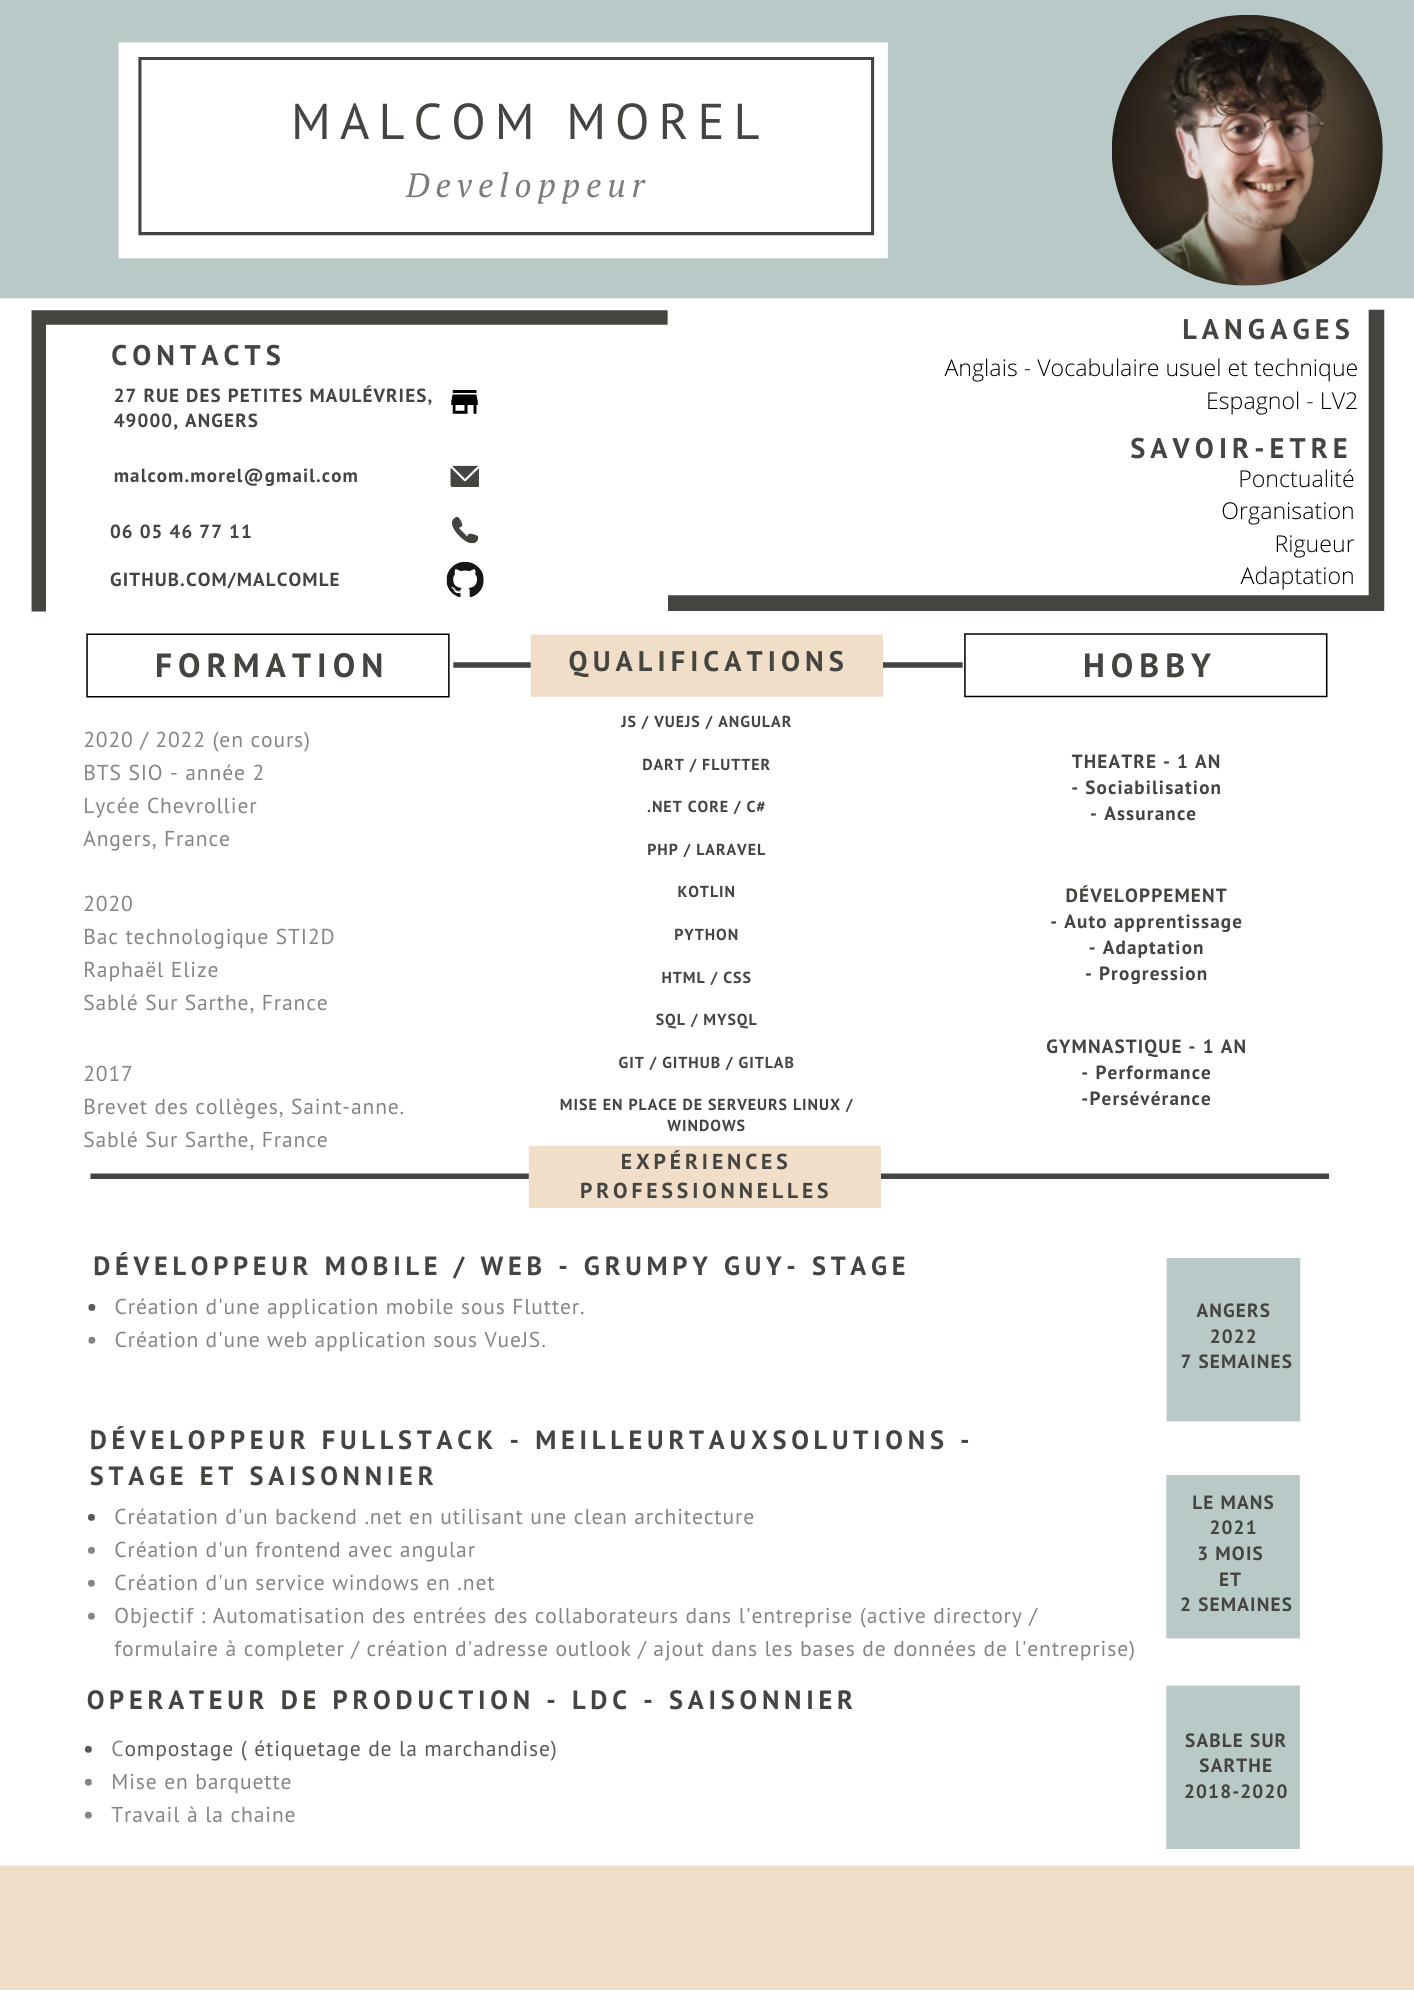 MALCOM MOREL
Developpeur
CONTACTS
27 RUE DES PETITES MAULÉVRIES,
49000, ANGERS
malcom.morel@gmail.com
06 05 46 77 11
GITHUB.COM/MALCOMLE
LANGAGES
Anglais - Vocabulaire usuel et technique
Espagnol - LV2
SAVOIR-ETRE
Ponctualité
Organisation
Rigueur
Adaptation
FORMATION
2020 / 2022 (en cours)
BTS SIO - année 2
Lycée Chevrollier
Angers, France
2020
Bac technologique STI2D
Raphaël Elize
Sablé Sur Sarthe, France
2017
Brevet des collèges, Saint-anne.
Sablé Sur Sarthe, France
QUALIFICATIONS
JS / VUEJS / ANGULAR
DART / FLUTTER
.NET CORE / C#
PHP / LARAVEL
KOTLIN
PYTHON
HTML / CSS
SQL / MYSQL
GIT / GITHUB / GITLAB
MISE EN PLACE DE SERVEURS LINUX /
WINDOWS
HOBBY
THEATRE - 1 AN
- Sociabilisation
- Assurance
DÉVELOPPEMENT
- Auto apprentissage
- Adaptation
- Progression
GYMNASTIQUE - 1 AN
- Performance
-Persévérance
EXPÉRIENCES
PROFESSIONNELLES
DÉVELOPPEUR MOBILE / WEB - GRUMPY GUY- STAGE
• Création d'une application mobile sous Flutter.
• Création d'une web application sous VueJS.
ANGERS
2022
7 SEMAINES
DÉVELOPPEUR FULLSTACK - MEILLEURTAUXSOLUTIONS -
STAGE ET SAISONNIER
• Créatation d'un backend .net en utilisant une clean architecture
• Création d'un frontend avec angular
• Création d'un service windows en .net
• Objectif : Automatisation des entrées des collaborateurs dans l'entreprise (active directory /
formulaire à completer / création d'adresse outlook / ajout dans les bases de données de l'entreprise)
LE MANS
2021
3 MOIS
ET
2 SEMAINES
OPERATEUR DE PRODUCTION - LDC - SAISONNIER
• Compostage ( étiquetage de la marchandise)
• Mise en barquette
• Travail à la chaine
SABLE SUR
SARTHE
2018-2020